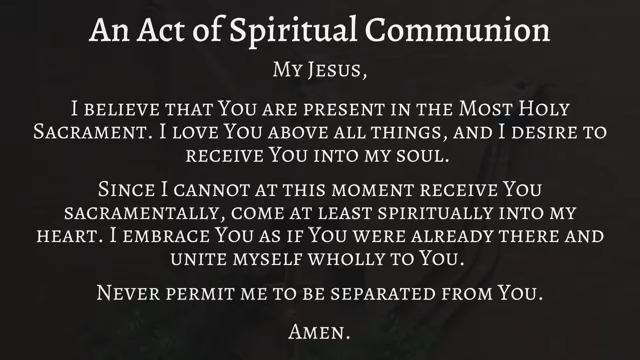 An Act of Spiritual Communion
My Jesus,
I believe that You are present in the Most Holy
Sacrament. I love You above all things, and I desire to
receive You into my soul.
Since I cannot at this moment receive You
sacramentally, come at least spiritually into my
heart. I embrace You as if You were already there and
unite myself wholly to You.
Never permit me to be separated from You.
Amen.